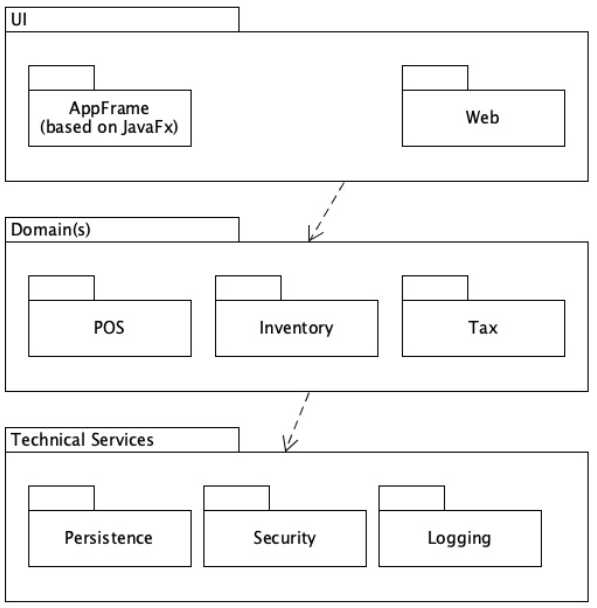 UI
AppFrame
(based on JavaFx)
Web
Domain(s)
POS
Inventory
Tax
Technical Services
Persistence
Security
Logging